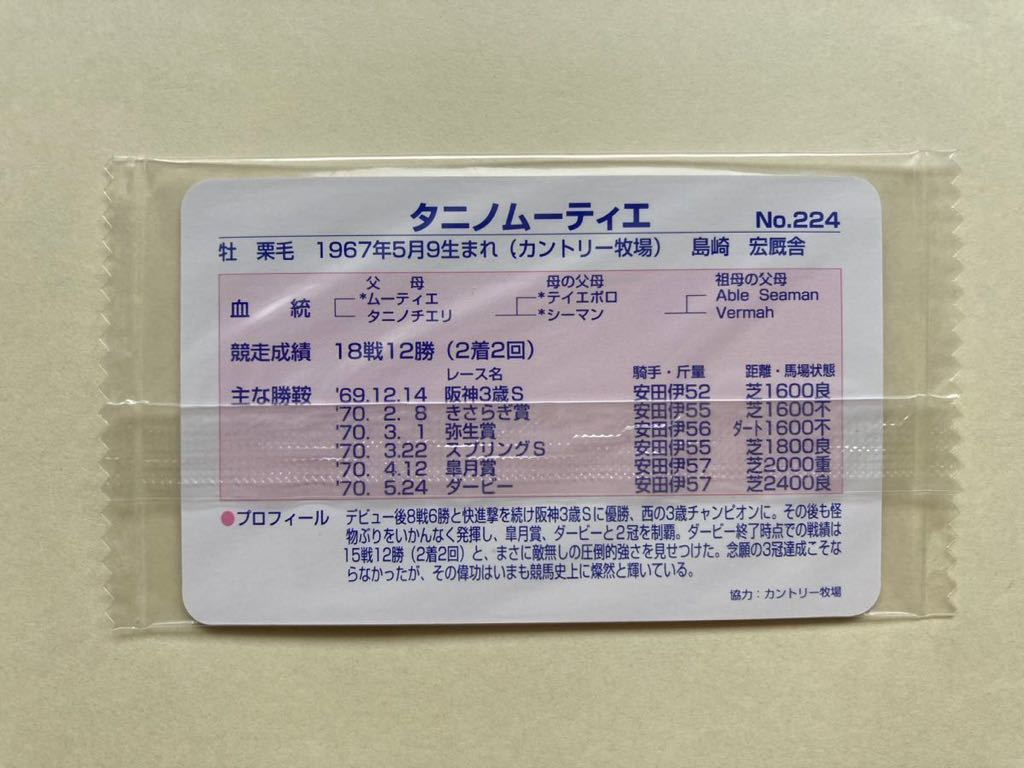 タニノムーティエ No.224
牡 栗毛 1967年5月9生まれ（カントリー牧場） 島崎 宏厩舎
父 母 母の父母 祖母の父母
血 統 *ムーティエ *テイエポロ Able Seaman
タニノチエリ *シーマン Vermah
競走成績 18戦12勝（2着2回）
レース名 騎手・斤量 距離・馬場状態
主な勝鞍 '69.12.14 阪神3歳S 安田伊52 芝1600良
'70. 2. 8 きさらぎ賞 安田伊55 芝1600不
'70. 3. 1 弥生賞 安田伊56 ダート1600不
'70. 3.22 スプリングS 安田伊55 芝1800良
'70. 4.12 皐月賞 安田伊57 芝2000重
'70. 5.24 ダービー 安田伊57 芝2400良
●プロフィール デビュー後8戦6勝と快進撃を続け阪神3歳Sに優勝、西の3歳チャンピオンに。その後も怪
物ぶりをいかんなく発揮し、皐月賞、ダービーと2冠を制覇。ダービー終了時点での戦績は
15戦12勝（2着2回）と、まさに敵無しの圧倒的強さを見せつけた。念願の3冠達成こそな
らなかったが、その偉功はいまも競馬史上に燦然と輝いている。
協力：カントリー牧場